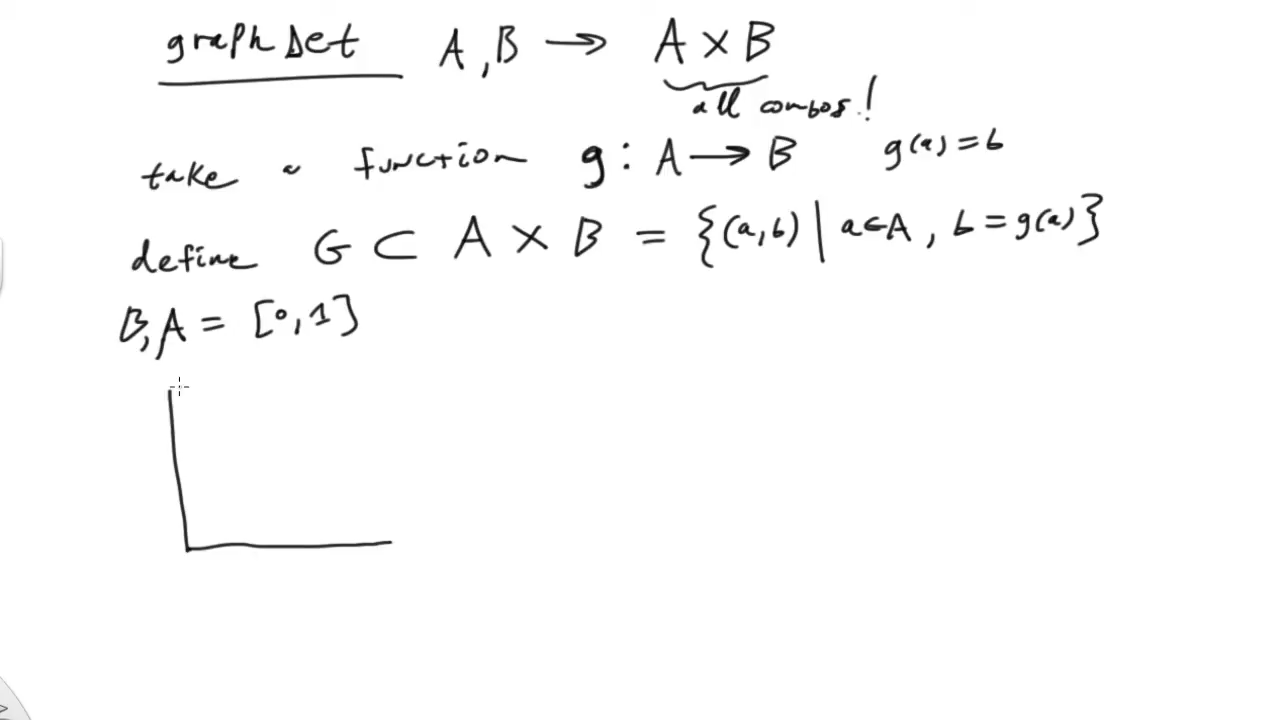 graph Set A, B → A × B
all combos!
take a function g : A → B g(a) = b
define G ⊂ A × B = {(a,b) | a∈A, b = g(a)}
B, A = [0, 1]